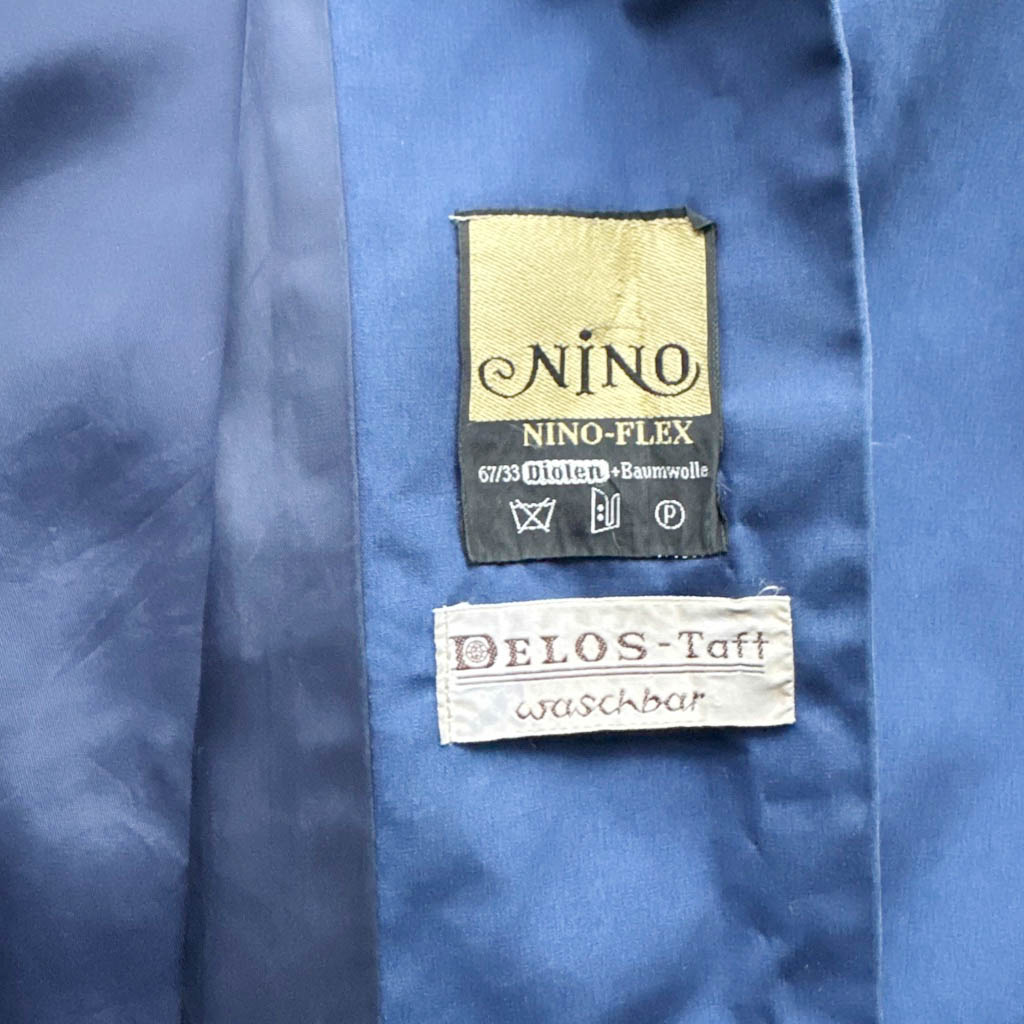 NINO
NINO-FLEX
67/33 Diolen + Baumwolle
P
DELOS - Taft
waschbar